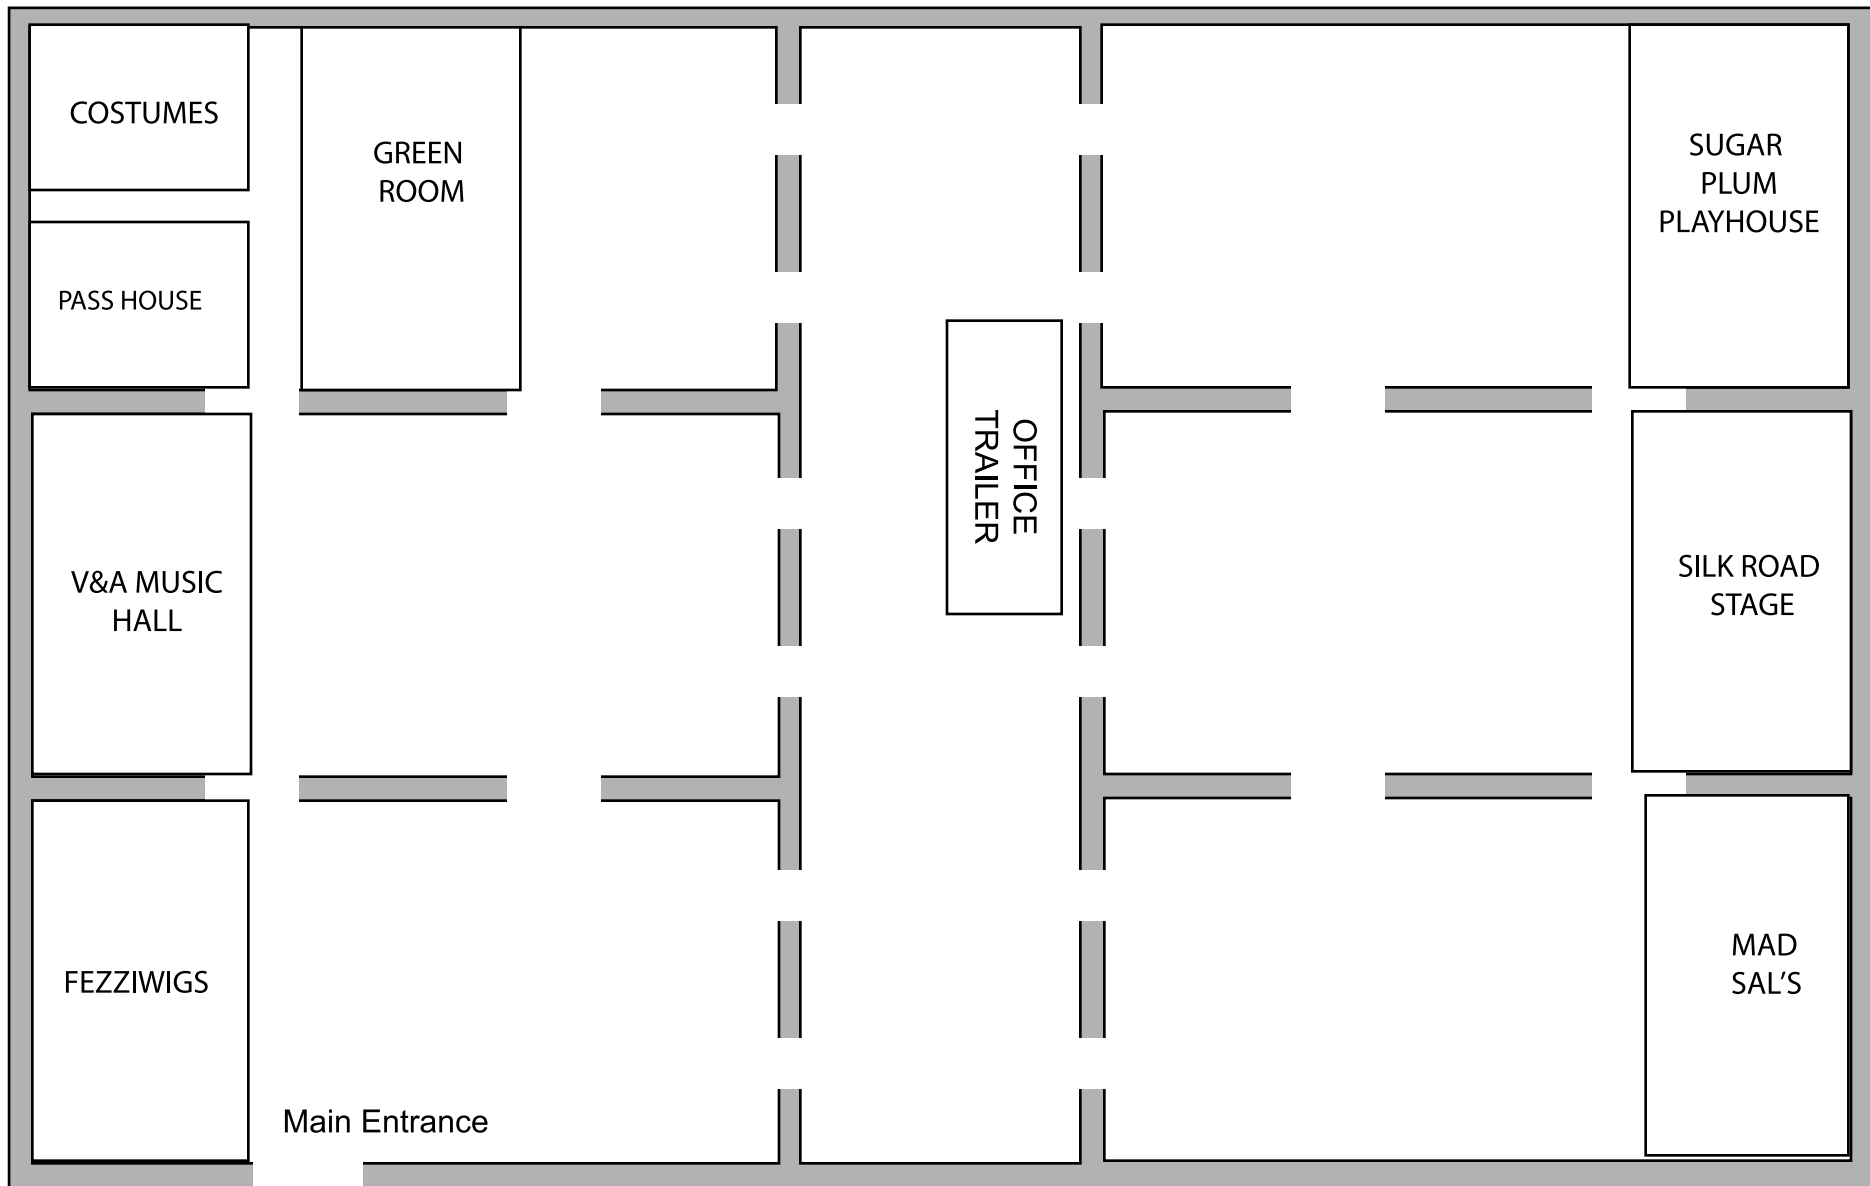 COSTUMES
GREEN
ROOM
SUGAR
PLUM
PLAYHOUSE
PASS HOUSE
OFFICE
TRAILER
V&A MUSIC
HALL
SILK ROAD
STAGE
FEZZIWIGS
MAD
SAL’S
Main Entrance